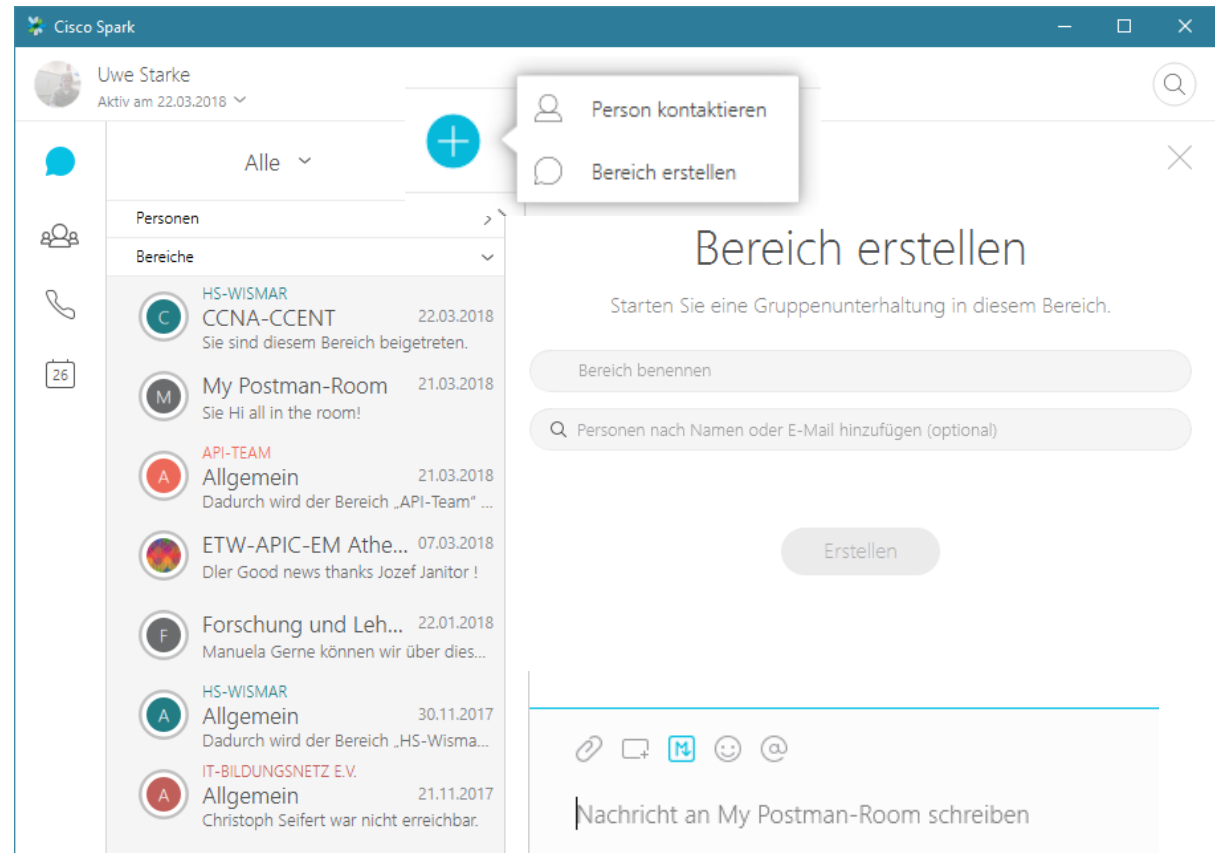 Cisco Spark
Uwe Starke
Aktiv am 22.03.2018
Person kontaktieren
Bereich erstellen
Alle
Personen
Bereiche
26
C
HS-WISMAR
CCNA-CCENT 22.03.2018
Sie sind diesem Bereich beigetreten.
M
My Postman-Room 21.03.2018
Sie Hi all in the room!
A
API-TEAM
Allgemein 21.03.2018
Dadurch wird der Bereich „API-Team“ ...
ETW-APIC-EM Athe... 07.03.2018
Dler Good news thanks Jozef Janitor !
F
Forschung und Leh... 22.01.2018
Manuela Gerne können wir über dies...
A
HS-WISMAR
Allgemein 30.11.2017
Dadurch wird der Bereich „HS-Wisma...
A
IT-BILDUNGSNETZ E.V.
Allgemein 21.11.2017
Christoph Seifert war nicht erreichbar.
Bereich erstellen
Starten Sie eine Gruppenunterhaltung in diesem Bereich.
Bereich benennen
Personen nach Namen oder E-Mail hinzufügen (optional)
Erstellen
M @
Nachricht an My Postman-Room schreiben